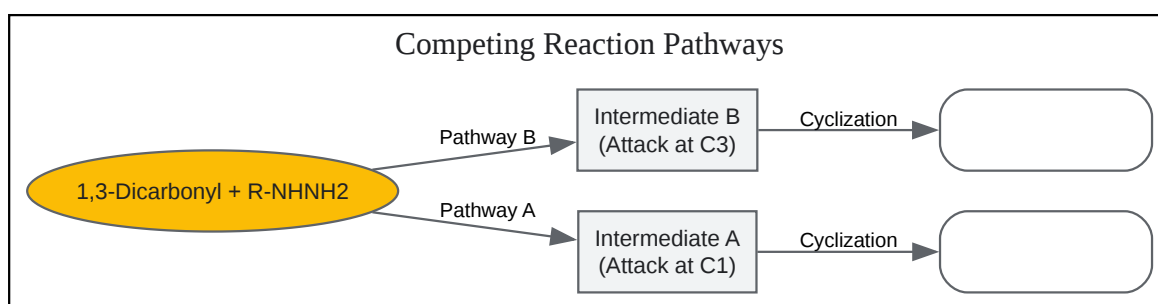 Competing Reaction Pathways
1,3-Dicarbonyl + R-NHNH2
Pathway B
Intermediate B
(Attack at C3)
Cyclization
Pathway A
Intermediate A
(Attack at C1)
Cyclization